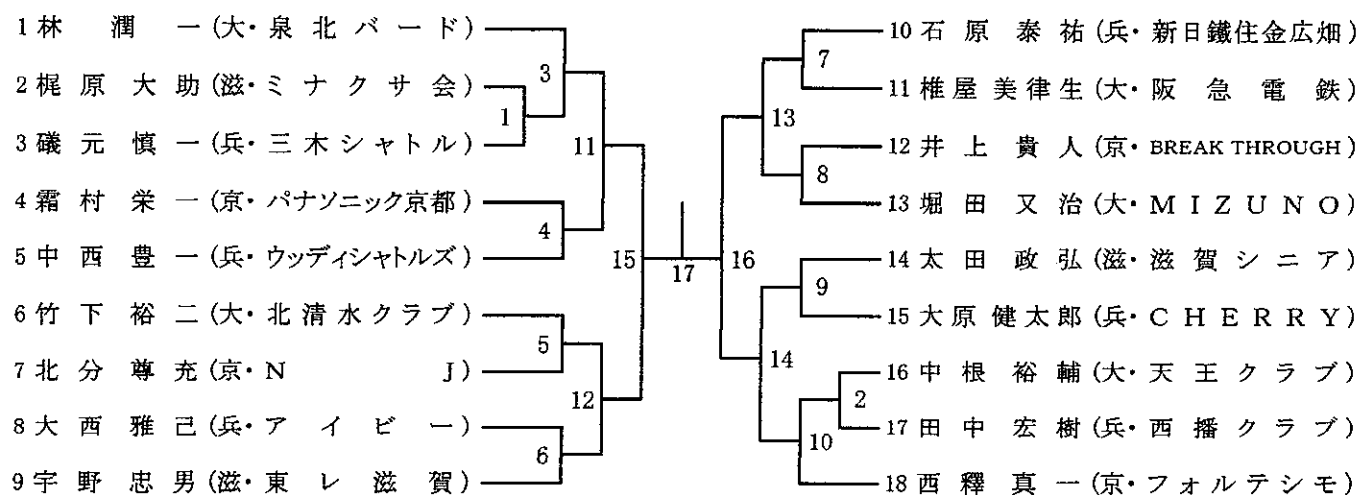 1 林 潤 一 (大・泉北バード)
2 梶原大助 (滋・ミナクサ会)
3 礒元慎一 (兵・三木シャトル)
4 霜村栄一 (京・パナソニック京都)
5 中西豊一 (兵・ウッディシャトルズ)
6 竹下裕二 (大・北清水クラブ)
7 北分尊充 (京・N J)
8 大西雅己 (兵・アイビー)
9 宇野忠男 (滋・東レ滋賀)
3
1
11
4
15
5
12
6
17
16
7
13
8
9
14
2
10
10 石原泰祐 (兵・新日鐵住金広畑)
11 椎屋美律生 (大・阪急電鉄)
12 井上貴人 (京・BREAK THROUGH)
13 堀田又治 (大・MIZUNO)
14 太田政弘 (滋・滋賀シニア)
15 大原健太郎 (兵・CHERRY)
16 中根裕輔 (大・天王クラブ)
17 田中宏樹 (兵・西播クラブ)
18 西釋真一 (京・フォルテシモ)